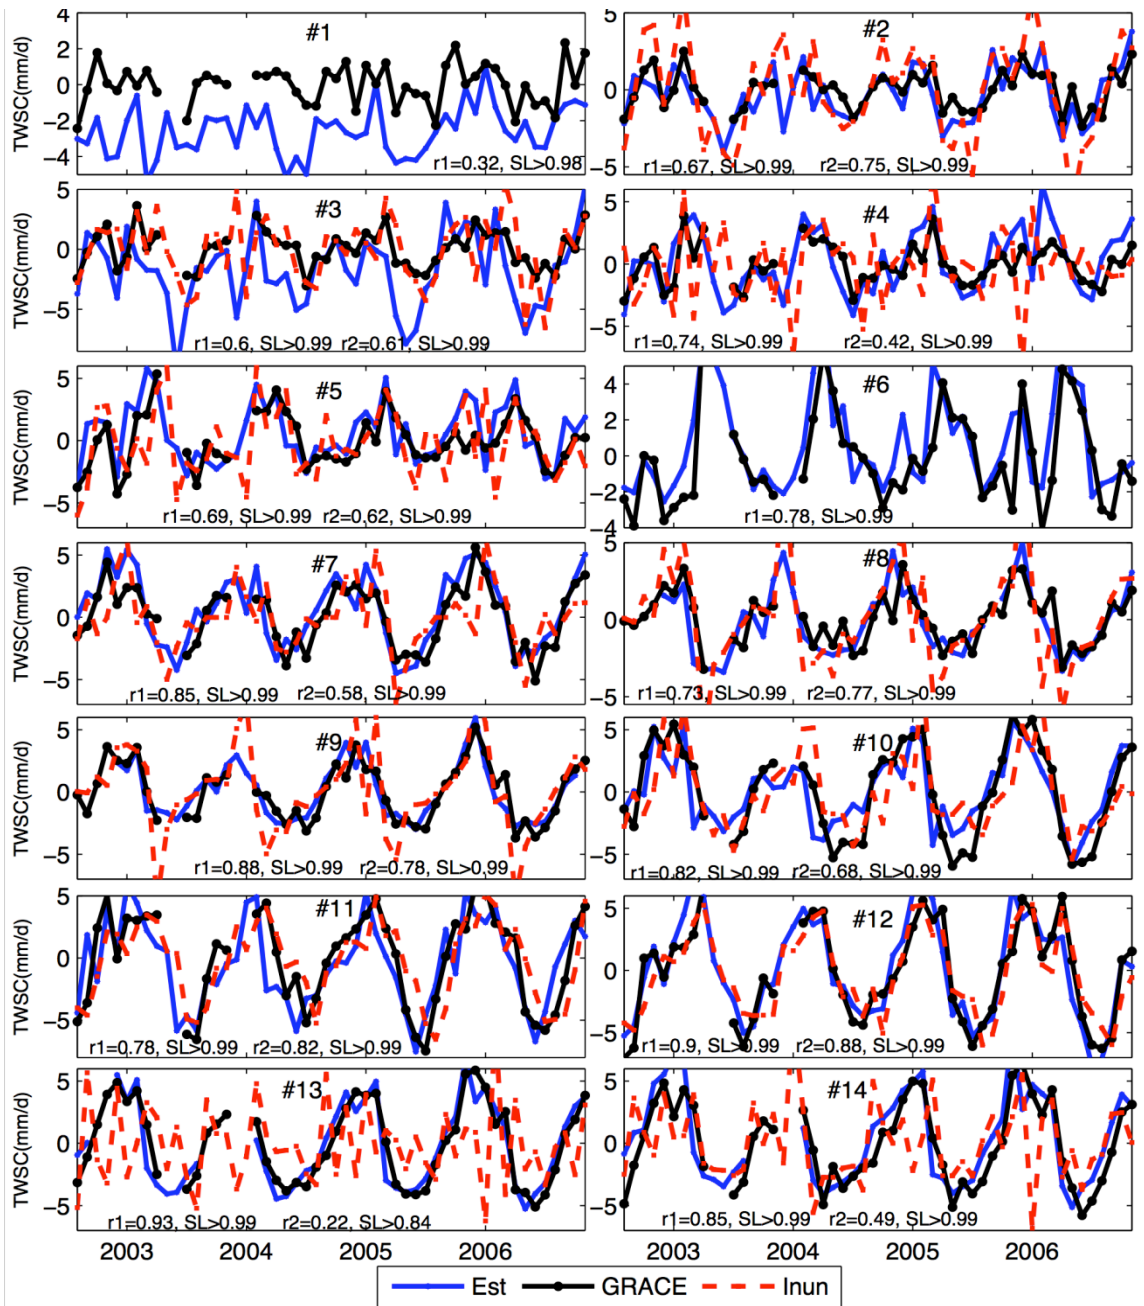 #1
4
2
0
−2
−4
TWSC(mm/d)
r1=0.32, SL>0.98
#2
5
0
−5
r1=0.67, SL>0.99 r2=0.75, SL>0.99
#3
5
0
−5
TWSC(mm/d)
r1=0.6, SL>0.99 r2=0.61, SL>0.99
#4
5
0
−5
r1=0.74, SL>0.99 r2=0.42, SL>0.99
#5
5
0
−5
TWSC(mm/d)
r1=0.69, SL>0.99 r2=0.62, SL>0.99
#6
4
2
0
−2
−4
r1=0.78, SL>0.99
#7
5
0
−5
TWSC(mm/d)
r1=0.85, SL>0.99 r2=0.58, SL>0.99
#8
5
0
−5
r1=0.73, SL>0.99 r2=0.77, SL>0.99
#9
5
0
−5
TWSC(mm/d)
r1=0.88, SL>0.99 r2=0.78, SL>0.99
#10
5
0
−5
r1=0.82, SL>0.99 r2=0.68, SL>0.99
#11
5
0
−5
TWSC(mm/d)
r1=0.78, SL>0.99 r2=0.82, SL>0.99
#12
5
0
−5
r1=0.9, SL>0.99 r2=0.88, SL>0.99
#13
5
0
−5
TWSC(mm/d)
r1=0.93, SL>0.99 r2=0.22, SL>0.84
#14
5
0
−5
r1=0.85, SL>0.99 r2=0.49, SL>0.99
2003 2004 2005 2006
2003 2004 2005 2006
Est GRACE Inun